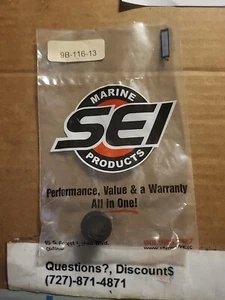 9B-116-13
MARINE
SEI
PRODUCTS
Performance, Value & a Warranty
All in One!
Questions?, Discount$
(727)-871-4871